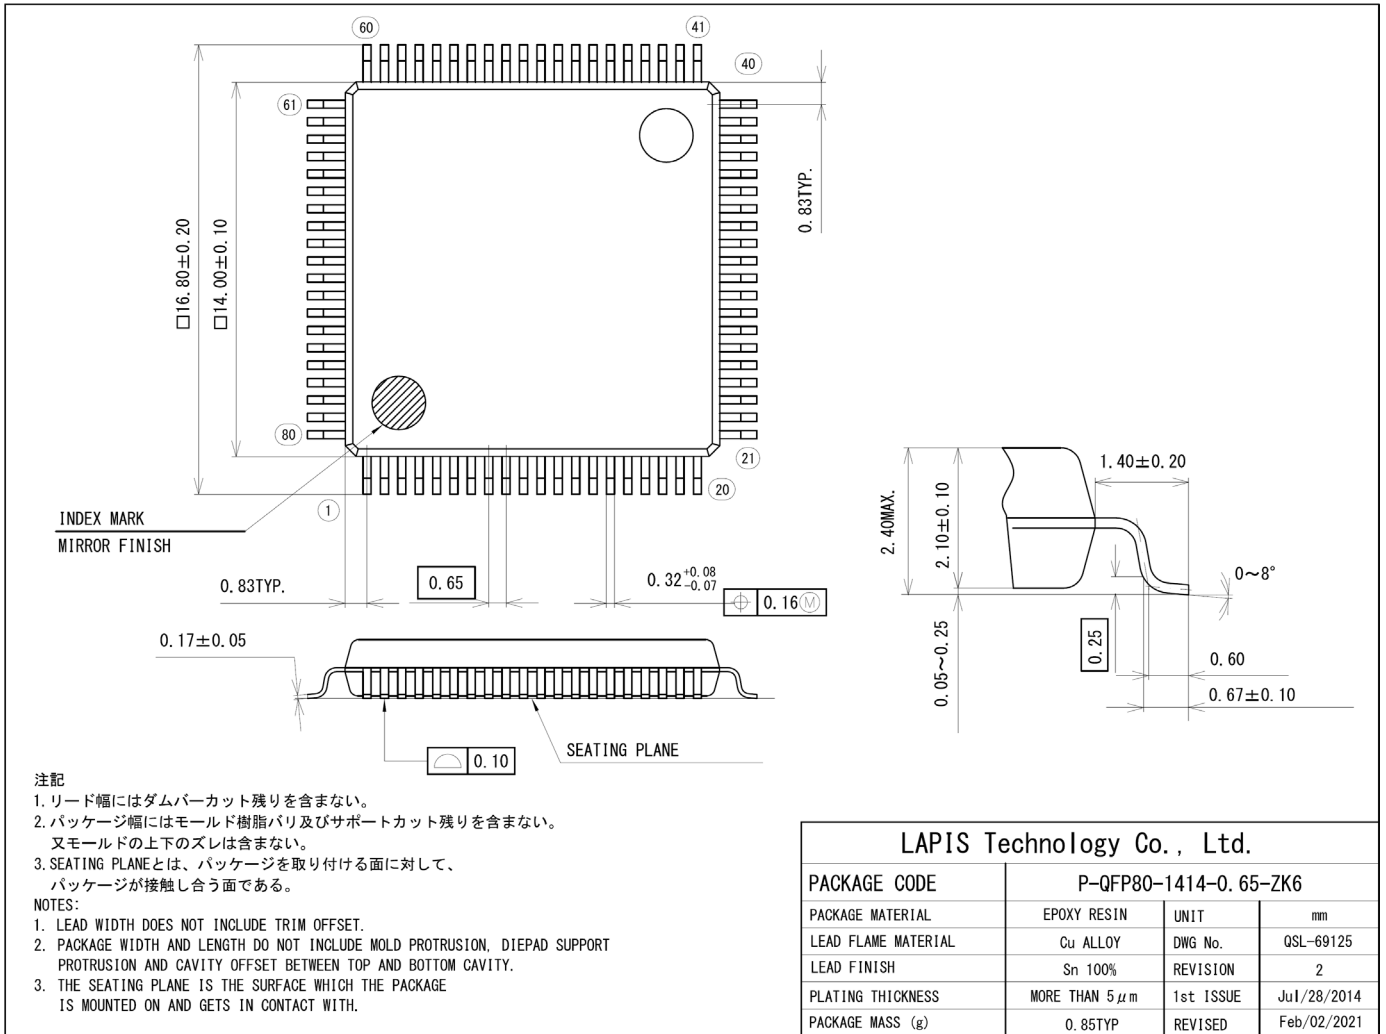 60
41
40
61
0.83TYP.
□16.80±0.20
□14.00±0.10
80
21
20
1
INDEX MARK
MIRROR FINISH
0.83TYP.
0.65
0.32 +0.08 -0.07
⌖ 0.16Ⓜ
0.17±0.05
⌓ 0.10
SEATING PLANE
2.40MAX.
2.10±0.10
1.40±0.20
0～8°
0.05～0.25
0.25
0.60
0.67±0.10
注記
1. リード幅にはダムバーカット残りを含まない。
2. パッケージ幅にはモールド樹脂バリ及びサポートカット残りを含まない。
又モールドの上下のズレは含まない。
3. SEATING PLANEとは、パッケージを取り付ける面に対して、
パッケージが接触し合う面である。
NOTES:
1. LEAD WIDTH DOES NOT INCLUDE TRIM OFFSET.
2. PACKAGE WIDTH AND LENGTH DO NOT INCLUDE MOLD PROTRUSION, DIEPAD SUPPORT
PROTRUSION AND CAVITY OFFSET BETWEEN TOP AND BOTTOM CAVITY.
3. THE SEATING PLANE IS THE SURFACE WHICH THE PACKAGE
IS MOUNTED ON AND GETS IN CONTACT WITH.
LAPIS Technology Co., Ltd.
PACKAGE CODE P-QFP80-1414-0.65-ZK6
PACKAGE MATERIAL EPOXY RESIN UNIT mm
LEAD FLAME MATERIAL Cu ALLOY DWG No. QSL-69125
LEAD FINISH Sn 100% REVISION 2
PLATING THICKNESS MORE THAN 5μm 1st ISSUE Jul/28/2014
PACKAGE MASS (g) 0.85TYP REVISED Feb/02/2021